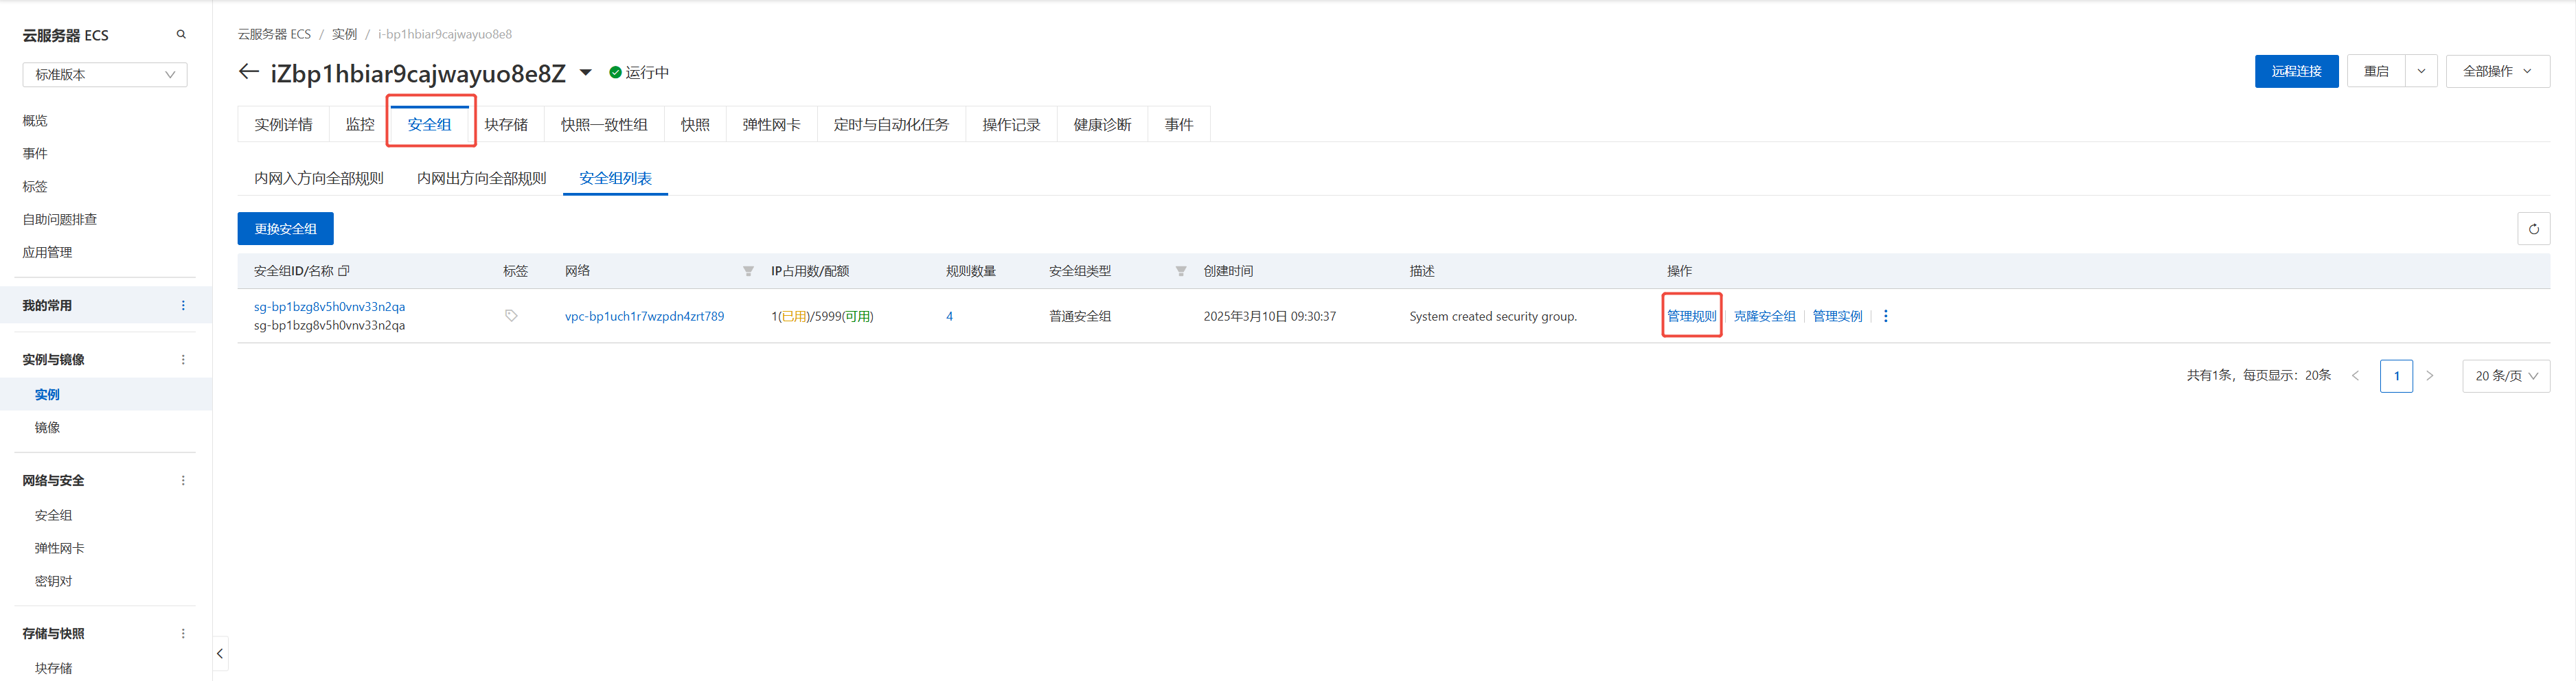 云服务器 ECS
标准版本
概览
事件
标签
自助问题排查
应用管理
我的常用
实例与镜像
实例
镜像
网络与安全
安全组
弹性网卡
密钥对
存储与快照
块存储
云服务器 ECS / 实例 / i-bp1hbiar9cajwayuo8e8
iZbp1hbiar9cajwayuo8e8Z 运行中
远程连接 重启 全部操作
实例详情 监控 安全组 块存储 快照一致性组 快照 弹性网卡 定时与自动化任务 操作记录 健康诊断 事件
内网入方向全部规则 内网出方向全部规则 安全组列表
更换安全组
安全组ID/名称 标签 网络 IP占用数/配额 规则数量 安全组类型 创建时间 描述 操作
sg-bp1bzg8v5h0vnv33n2qa
sg-bp1bzg8v5h0vnv33n2qa
vpc-bp1uch1r7wzpdn4zrt789 1(已用)/5999(可用) 4 普通安全组 2025年3月10日 09:30:37 System created security group. 管理规则 克隆安全组 管理实例
共有1条，每页显示：20条 1 20 条/页